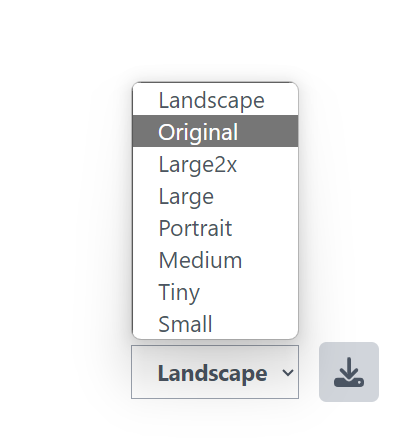 Landscape
Original
Large2x
Large
Portrait
Medium
Tiny
Small
Landscape